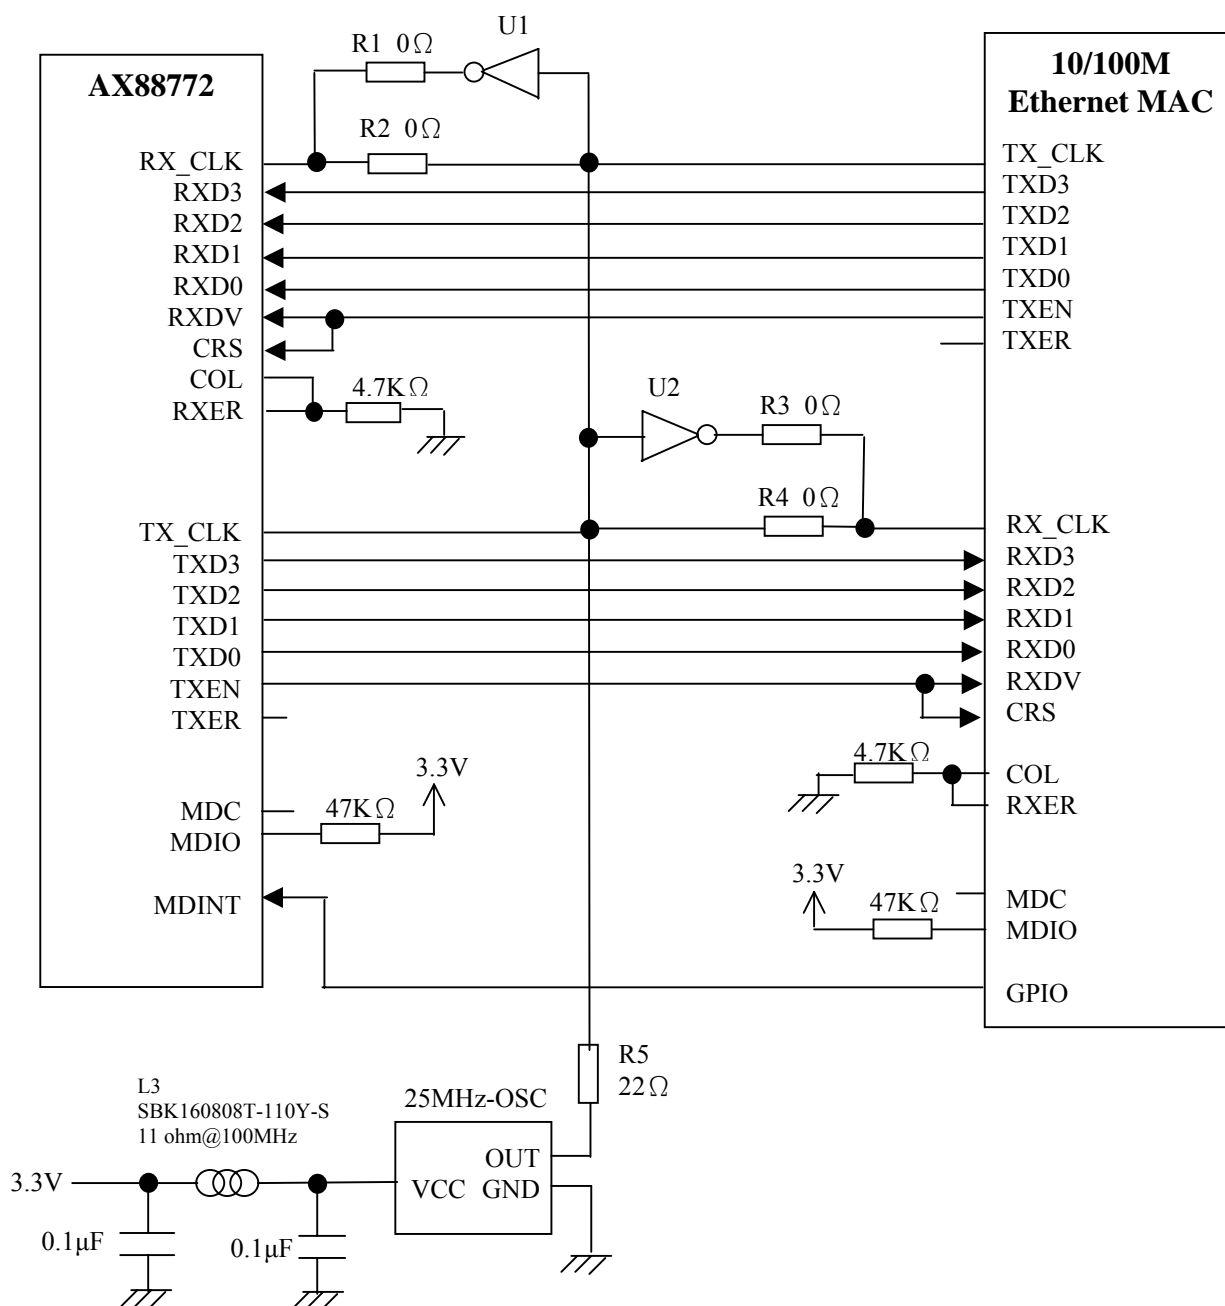 U1
R1 0Ω
AX88772
10/100M
Ethernet MAC
R2 0Ω
RX_CLK
RXD3
RXD2
RXD1
RXD0
RXDV
CRS
COL
RXER
TX_CLK
TXD3
TXD2
TXD1
TXD0
TXEN
TXER
4.7KΩ
U2
R3 0Ω
R4 0Ω
TX_CLK
TXD3
TXD2
TXD1
TXD0
TXEN
TXER
MDC
MDIO
MDINT
3.3V
47KΩ
RX_CLK
RXD3
RXD2
RXD1
RXD0
RXDV
CRS
4.7KΩ
COL
RXER
3.3V
47KΩ
MDC
MDIO
GPIO
R5
22Ω
L3
SBK160808T-110Y-S
11 ohm@100MHz
25MHz-OSC
OUT
VCC GND
3.3V
0.1μF
0.1μF